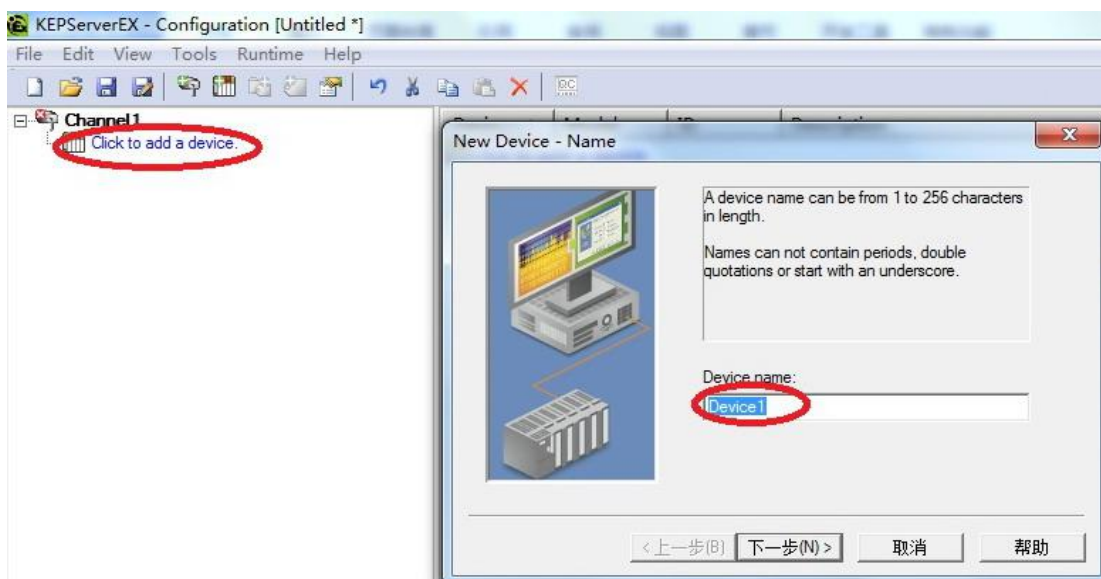 KEPServerEX - Configuration [Untitled *]
File Edit View Tools Runtime Help
Channel1
Click to add a device.
New Device - Name
A device name can be from 1 to 256 characters
in length.
Names can not contain periods, double
quotations or start with an underscore.
Device name:
Device1
<上一步(B) 下一步(N)> 取消 帮助